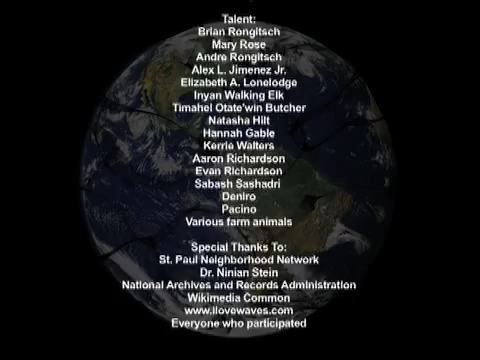 Talent:
Brian Rongitsch
Mary Rose
Andre Rongitsch
Alex L. Jimenez Jr.
Elizabeth A. Lonelodge
Inyan Walking Elk
Timahel Otate'win Butcher
Natasha Hilt
Hannah Gable
Kerrie Walters
Aaron Richardson
Evan Richardson
Sabash Sashadri
Deniro
Pacino
Various farm animals
Special Thanks To:
St. Paul Neighborhood Network
Dr. Ninian Stein
National Archives and Records Administration
Wikimedia Common
www.ilovewaves.com
Everyone who participated